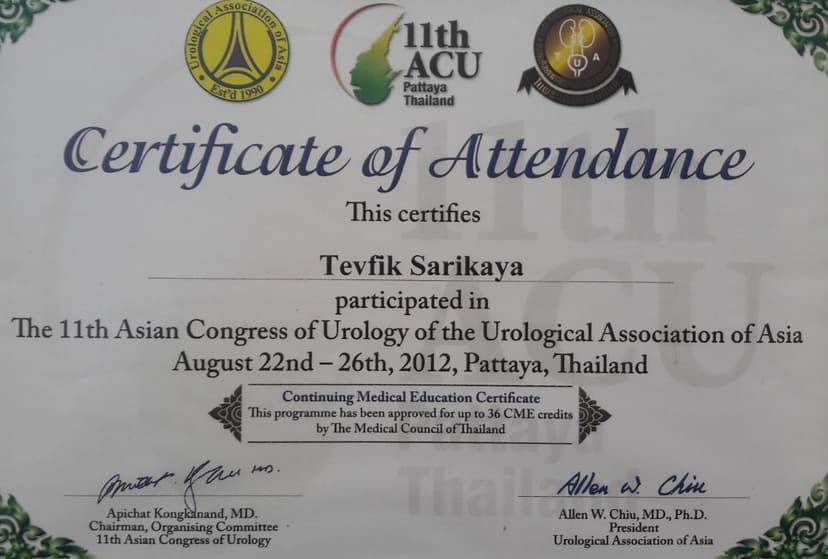 Urological Association of Asia
Est'd 1990
11th
ACU
Pattaya
Thailand
T U A
Certificate of Attendance
This certifies
Tevfik Sarikaya
participated in
The 11th Asian Congress of Urology of the Urological Association of Asia
August 22nd – 26th, 2012, Pattaya, Thailand
Continuing Medical Education Certificate
This programme has been approved for up to 36 CME credits
by The Medical Council of Thailand
Allen W. Chiu
Apichat Kongkanand, MD.
Chairman, Organising Committee
11th Asian Congress of Urology
Allen W. Chiu, MD., Ph.D.
President
Urological Association of Asia
11th
ACU
Pattaya
Thailand